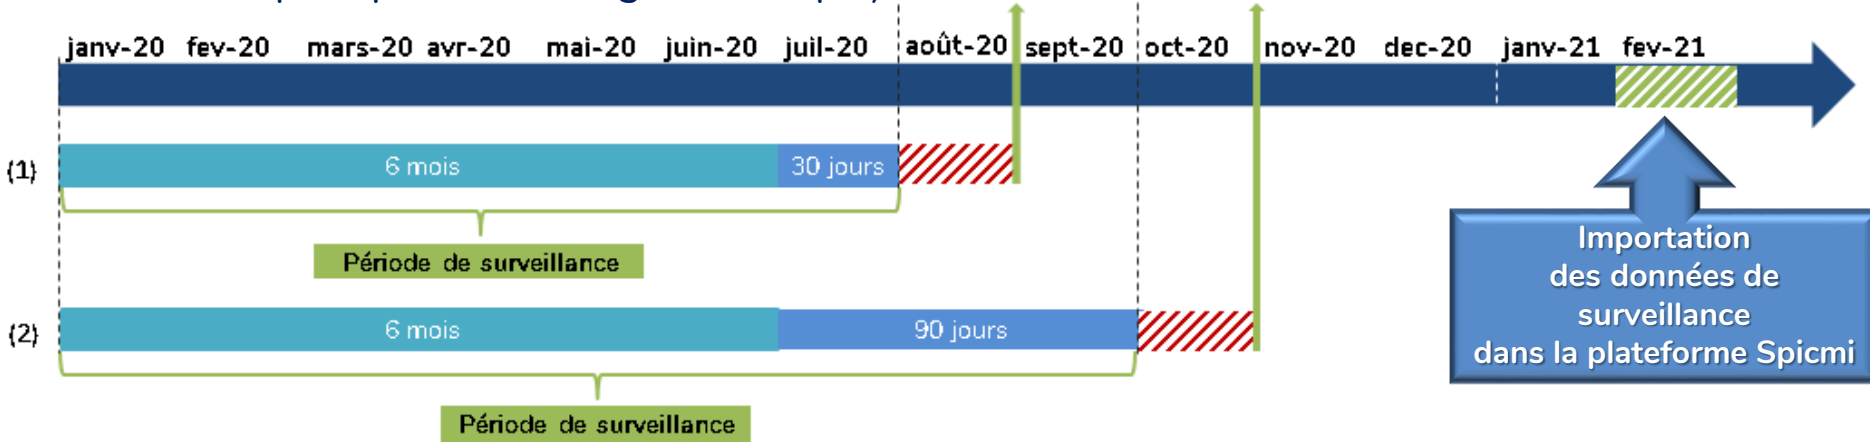 janv-20 fev-20 mars-20 avr-20 mai-20 juin-20 juil-20 août-20 sept-20 oct-20 nov-20 dec-20 janv-21 fev-21
(1) 6 mois 30 jours
Période de surveillance
(2) 6 mois 90 jours
Période de surveillance
Importation
des données de
surveillance
dans la plateforme Spicmi